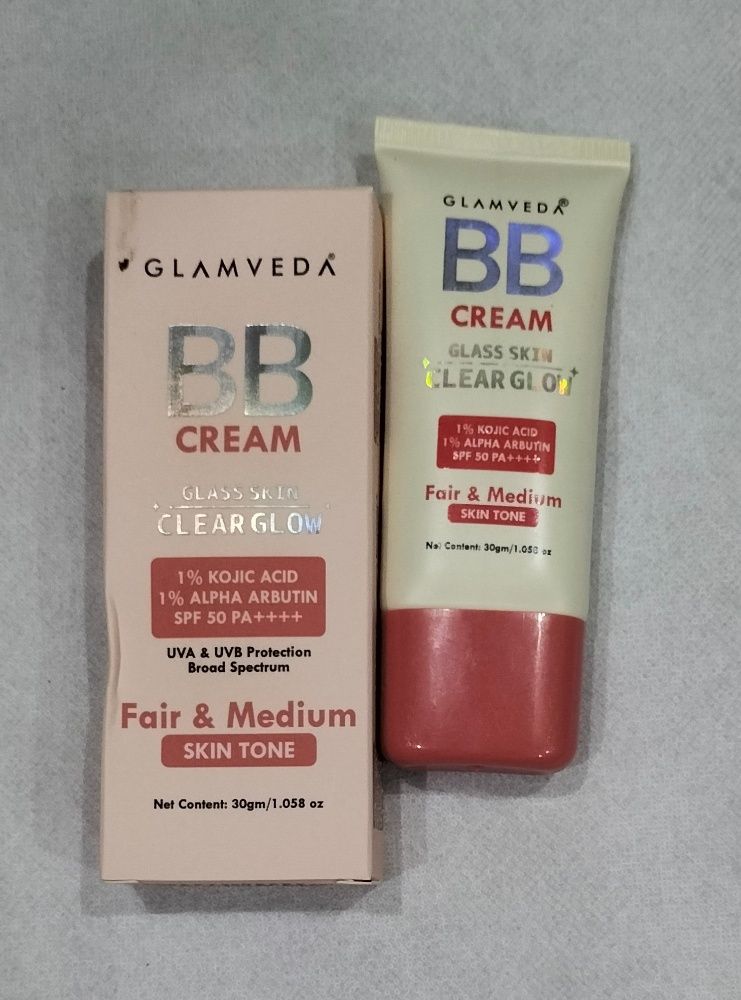 GLAMVEDA®
BB
CREAM
GLASS SKIN
CLEAR GLOW
1% KOJIC ACID
1% ALPHA ARBUTIN
SPF 50 PA++++
UVA & UVB Protection
Broad Spectrum
Fair & Medium
SKIN TONE
Net Content: 30gm/1.058 oz
GLAMVEDA®
BB
CREAM
GLASS SKIN
CLEAR GLOW
1% KOJIC ACID
1% ALPHA ARBUTIN
SPF 50 PA++++
Fair & Medium
SKIN TONE
Net Content: 30gm/1.058 oz